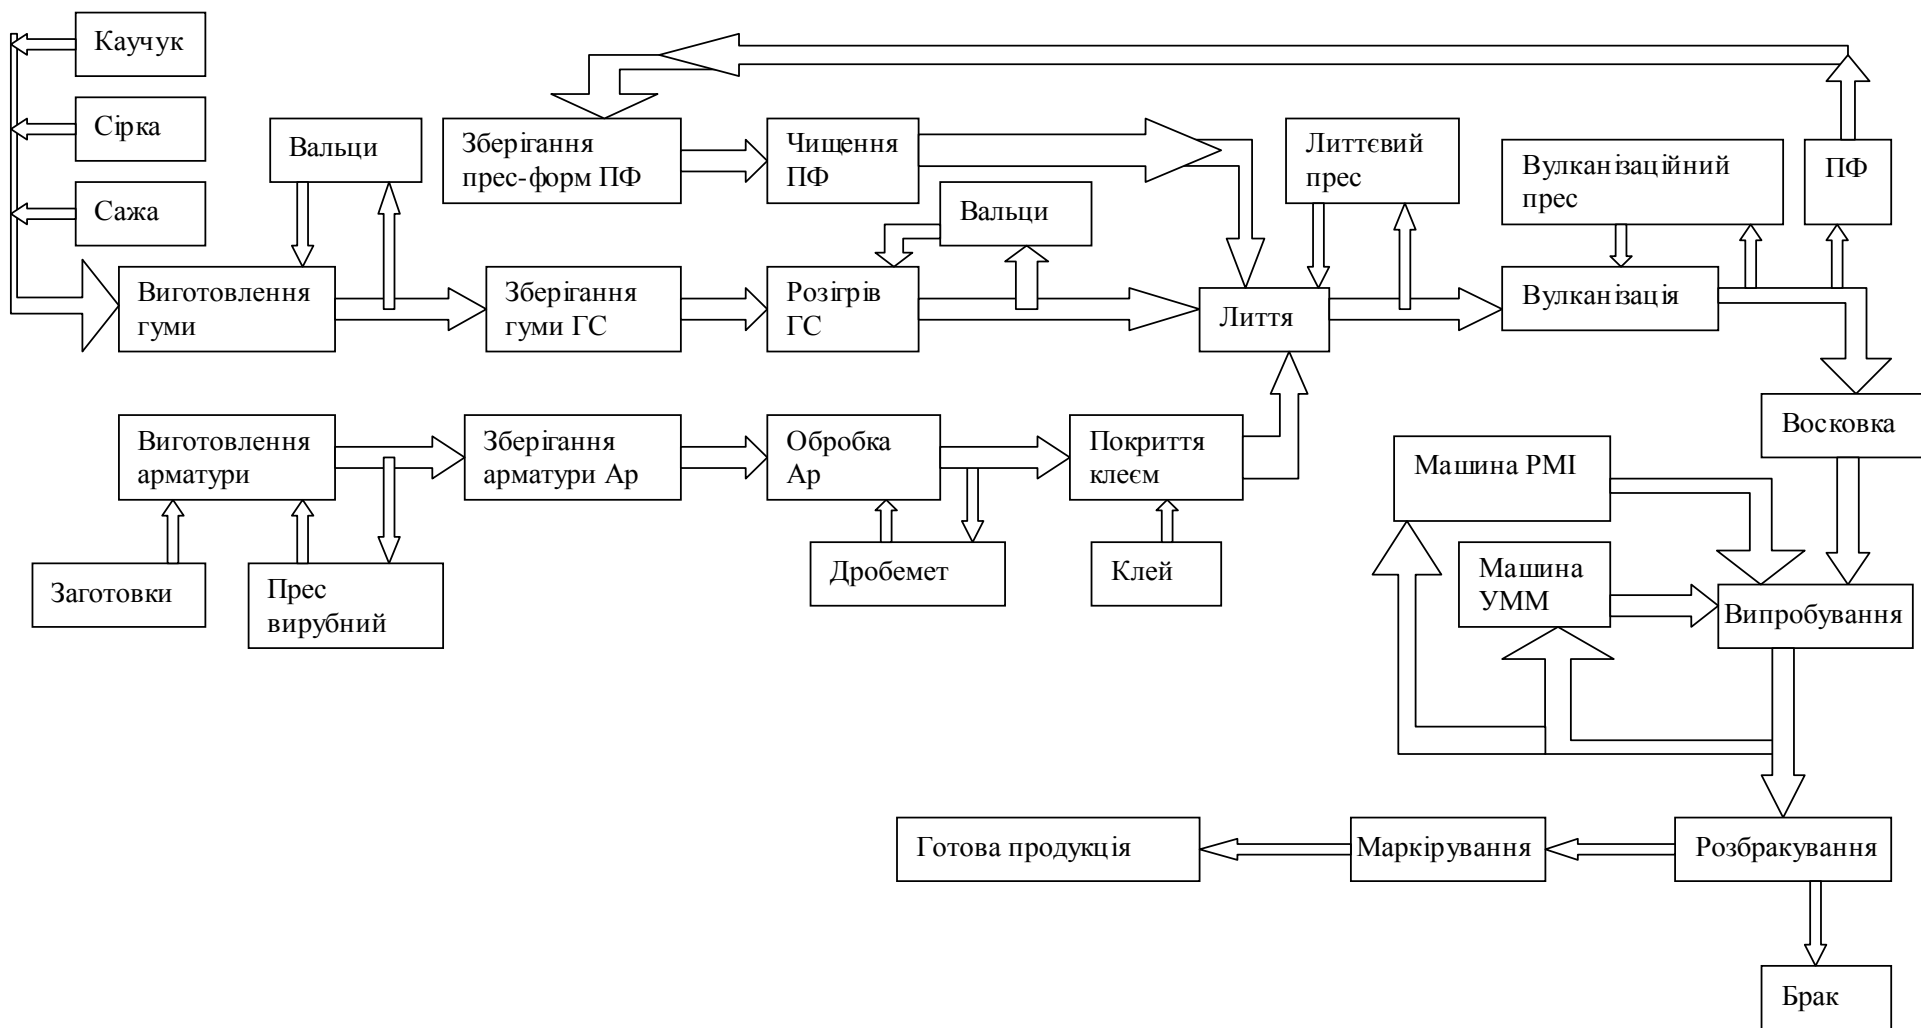 Каучук
Сірка
Сажа
Вальци
Зберігання
прес-форм ПФ
Чищення
ПФ
Вальци
Литтєвий
прес
Вулканізаційний
прес
ПФ
Виготовлення
гуми
Зберігання
гуми ГС
Розігрів
ГС
Лиття
Вулканізація
Виготовлення
арматури
Зберігання
арматури Ар
Обробка
Ар
Покриття
клеєм
Восковка
Машина РМІ
Заготовки
Прес
вирубний
Дробемет
Клей
Машина
УММ
Випробування
Готова продукція
Маркірування
Розбракування
Брак